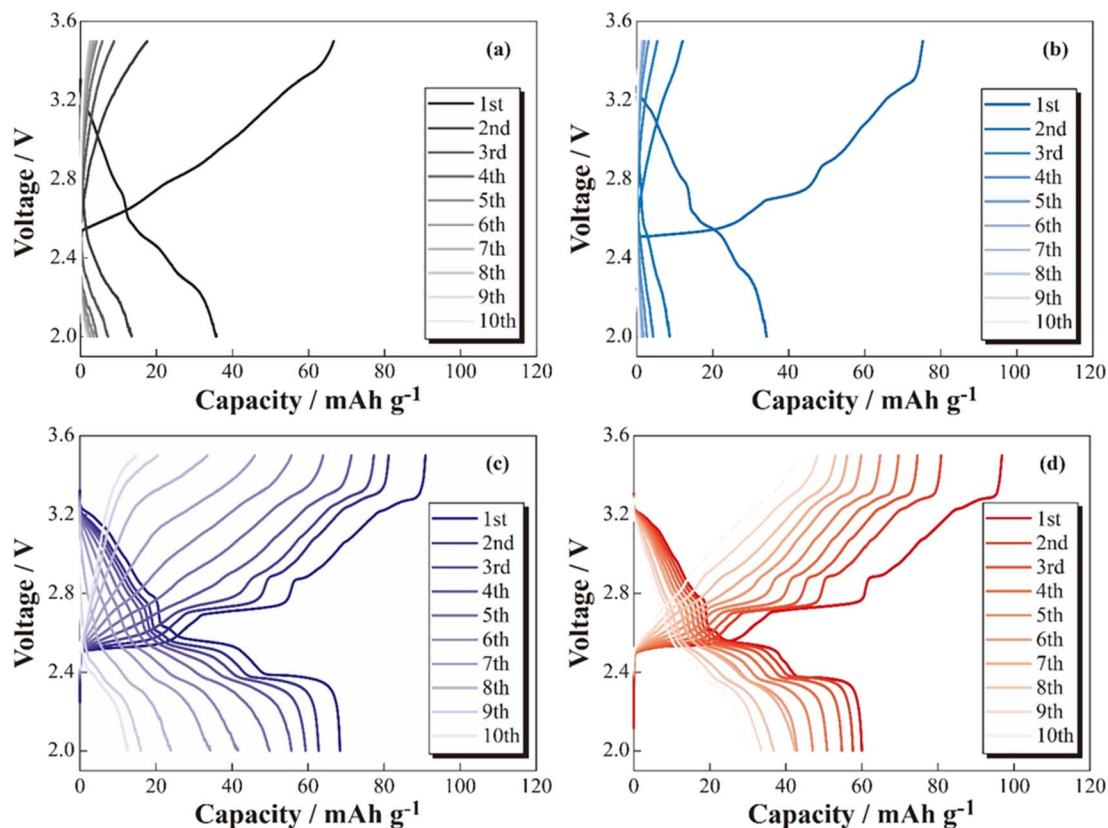 3.6
(a)
3.2
2.8
2.4
2.0
Voltage / V
1st
2nd
3rd
4th
5th
6th
7th
8th
9th
10th
0 20 40 60 80 100 120
Capacity / mAh g-1
3.6
(b)
3.2
2.8
2.4
2.0
Voltage / V
1st
2nd
3rd
4th
5th
6th
7th
8th
9th
10th
0 20 40 60 80 100 120
Capacity / mAh g-1
3.6
(c)
3.2
2.8
2.4
2.0
Voltage / V
1st
2nd
3rd
4th
5th
6th
7th
8th
9th
10th
0 20 40 60 80 100 120
Capacity / mAh g-1
3.6
(d)
3.2
2.8
2.4
2.0
Voltage / V
1st
2nd
3rd
4th
5th
6th
7th
8th
9th
10th
0 20 40 60 80 100 120
Capacity / mAh g-1